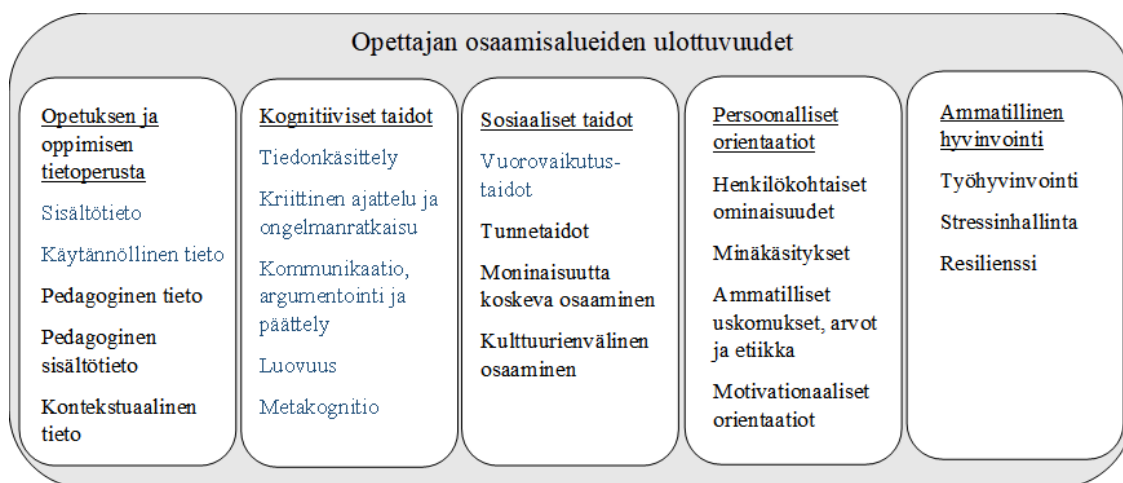 Opettajan osaamisalueiden ulottuvuudet
Opetuksen ja
oppimisen
tietoperusta
Sisältötieto
Käytännöllinen tieto
Pedagoginen tieto
Pedagoginen
sisältötieto
Kontekstuaalinen
tieto
Kognitiiviset taidot
Tiedonkäsittely
Kriittinen ajattelu ja
ongelmanratkaisu
Kommunikaatio,
argumentointi ja
päättely
Luovuus
Metakognitio
Sosiaaliset taidot
Vuorovaikutus-
taidot
Tunnetaidot
Moninaisuutta
koskeva osaaminen
Kulttuurienvälinen
osaaminen
Persoonalliset
orientaatiot
Henkilökohtaiset
ominaisuudet
Minäkäsitykset
Ammatilliset
uskomukset, arvot
ja etiikka
Motivationaaliset
orientaatiot
Ammatillinen
hyvinvointi
Työhyvinvointi
Stressinhallinta
Resilienssi